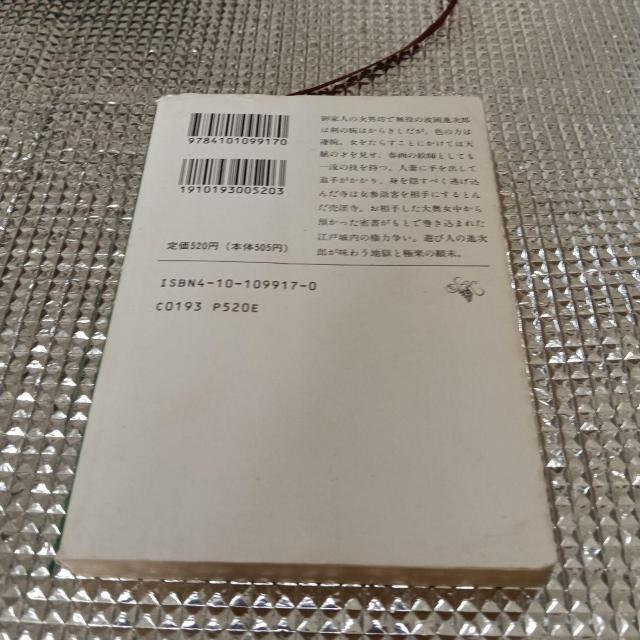 9784101099170
1910193005203
定価520円（本体505円）
ISBN4-10-109917-0
C0193 P520E
御家人の女男坊で無役の波岡進次郎
は剣の腕はからきしだが、色の方は
凄腕。女をたらすことにかけては天
賦の才を見せ、春画の絵師としても
一流の技を持つ。人妻に手を出して
追手がかかり、身を隠すべく逃げ込
んだ寺は女参詣客を相手にするとん
だ売淫寺。お相手した大奥女中から
預かった密書がもとで巻き込まれた
江戸城内の権力争い。遊び人の進次
郎が味わう地獄と極楽の顚末。